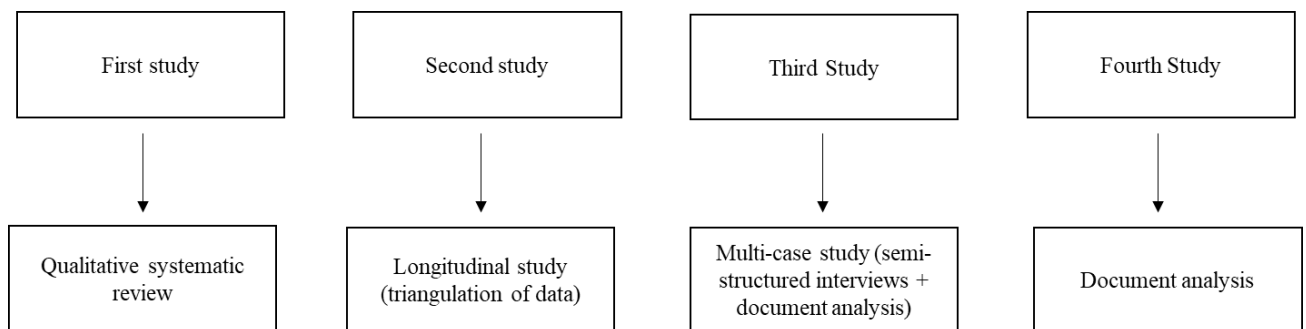 First study
Second study
Third Study
Fourth Study
Qualitative systematic
review
Longitudinal study
(triangulation of data)
Multi-case study (semi-
structured interviews +
document analysis)
Document analysis